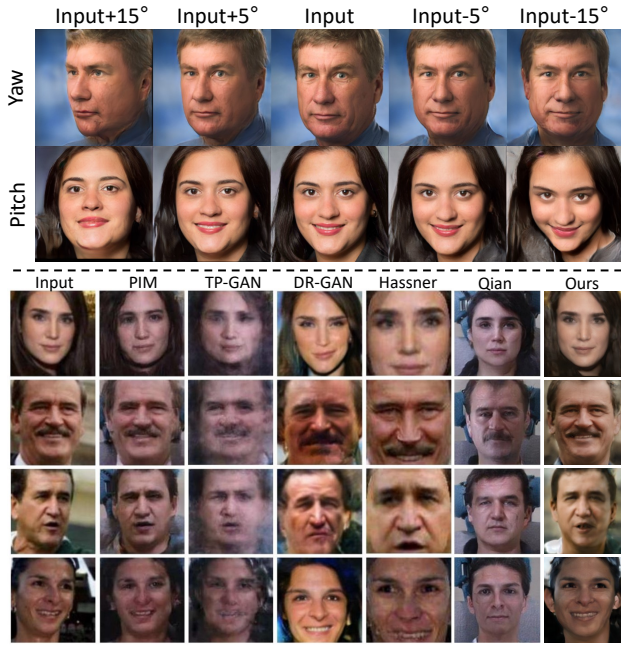 Input+15° Input+5° Input Input-5° Input-15°
Yaw
Pitch
Input PIM TP-GAN DR-GAN Hassner Qian Ours